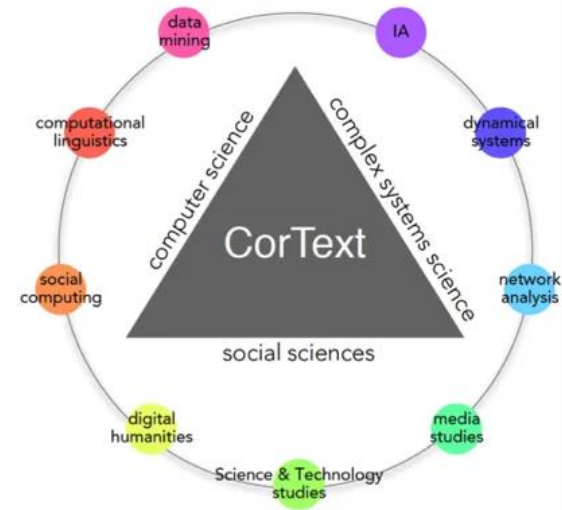 data
mining
IA
computational
linguistics
dynamical
systems
computer science
complex systems science
CorText
social
computing
network
analysis
social sciences
digital
humanities
media
studies
Science & Technology
studies